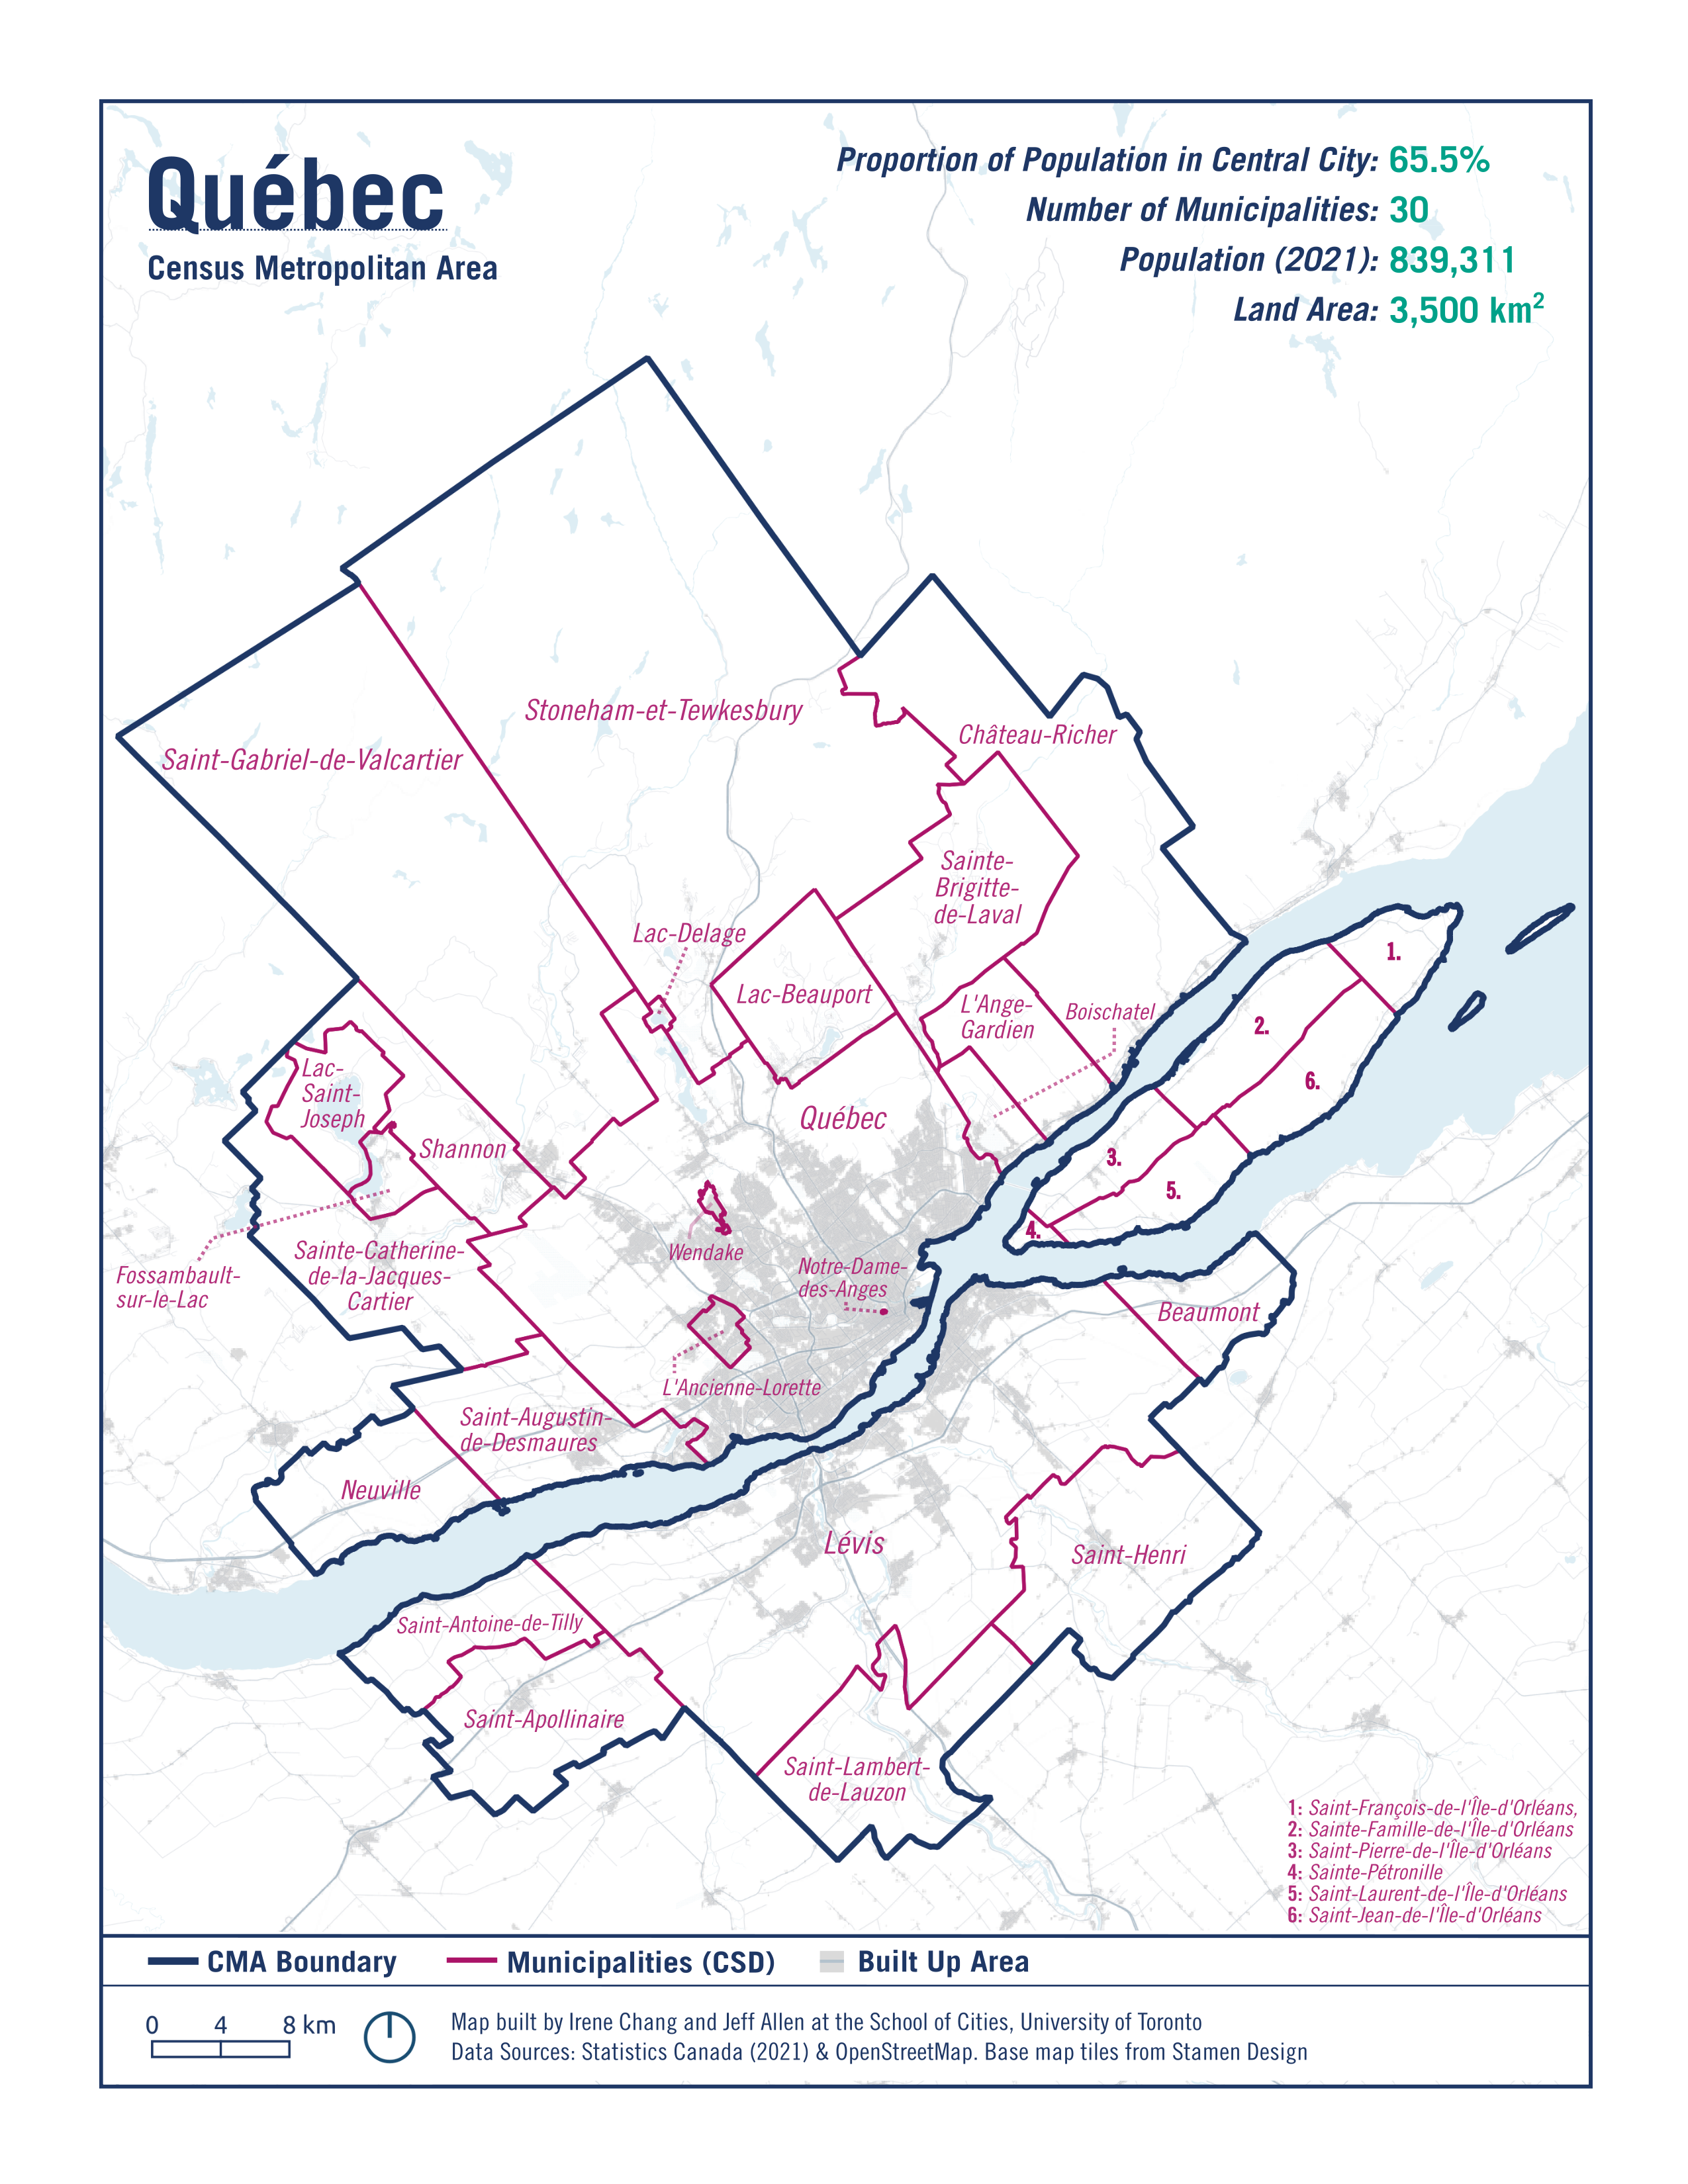 Québec
Census Metropolitan Area
Proportion of Population in Central City: 65.5%
Number of Municipalities: 30
Population (2021): 839,311
Land Area: 3,500 km²
Stoneham-et-Tewkesbury
Château-Richer
Saint-Gabriel-de-Valcartier
Sainte-
Brigitte-
de-Laval
Lac-Delage
Lac-Beauport
L'Ange-
Gardien
Boischatel
1.
2.
6.
Lac-
Saint-
Joseph
Shannon
Québec
3.
5.
4.
Wendake
Sainte-Catherine-
de-la-Jacques-
Cartier
Fossambault-
sur-le-Lac
Notre-Dame-
des-Anges
Beaumont
L'Ancienne-Lorette
Saint-Augustin-
de-Desmaures
Neuville
Lévis
Saint-Henri
Saint-Antoine-de-Tilly
Saint-Apollinaire
Saint-Lambert-
de-Lauzon
1: Saint-François-de-l'Île-d'Orléans,
2: Sainte-Famille-de-l'Île-d'Orléans
3: Saint-Pierre-de-l'Île-d'Orléans
4: Sainte-Pétronille
5: Saint-Laurent-de-l'Île-d'Orléans
6: Saint-Jean-de-l'Île-d'Orléans
CMA Boundary
Municipalities (CSD)
Built Up Area
0 4 8 km
Map built by Irene Chang and Jeff Allen at the School of Cities, University of Toronto
Data Sources: Statistics Canada (2021) & OpenStreetMap. Base map tiles from Stamen Design